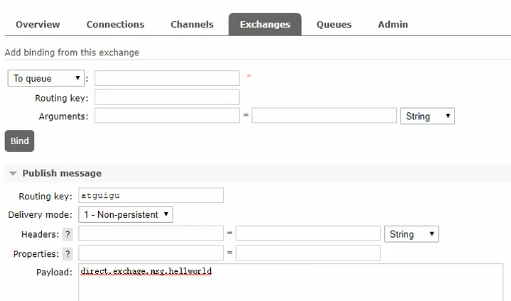 Overview Connections Channels Exchanges Queues Admin
Add binding from this exchange
To queue : *
Routing key:
Arguments: = String
Bind
Publish message
Routing key: atguigu
Delivery mode: 1 - Non-persistent
Headers: ? = String
Properties: ? =
Payload: direct.exchage.msg.hellworld